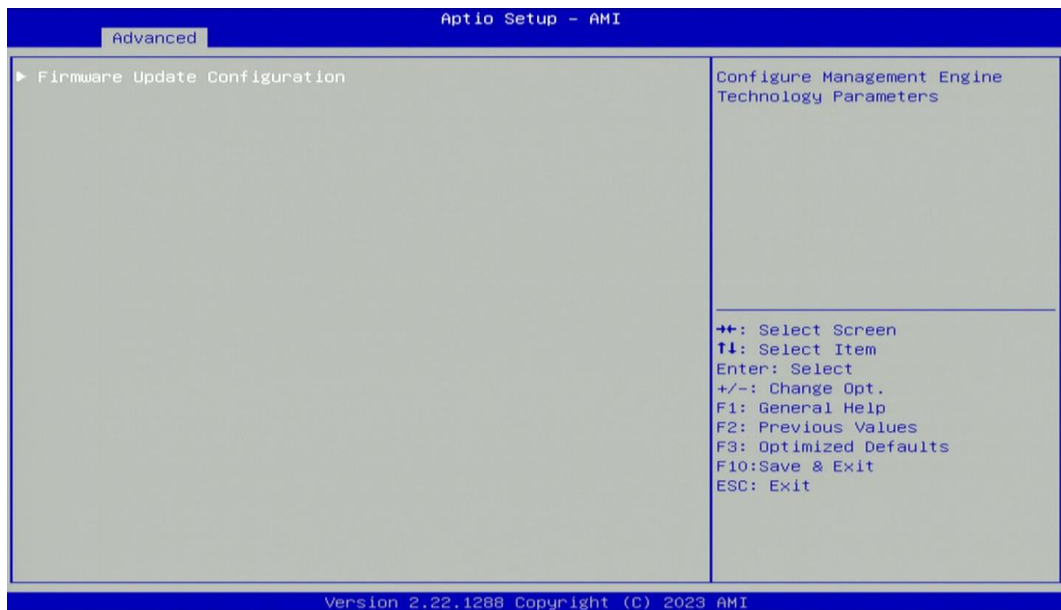 Aptio Setup – AMI
Advanced
► Firmware Update Configuration
Configure Management Engine
Technology Parameters
→←: Select Screen
↑↓: Select Item
Enter: Select
+/-: Change Opt.
F1: General Help
F2: Previous Values
F3: Optimized Defaults
F10:Save & Exit
ESC: Exit
Version 2.22.1288 Copyright (C) 2023 AMI